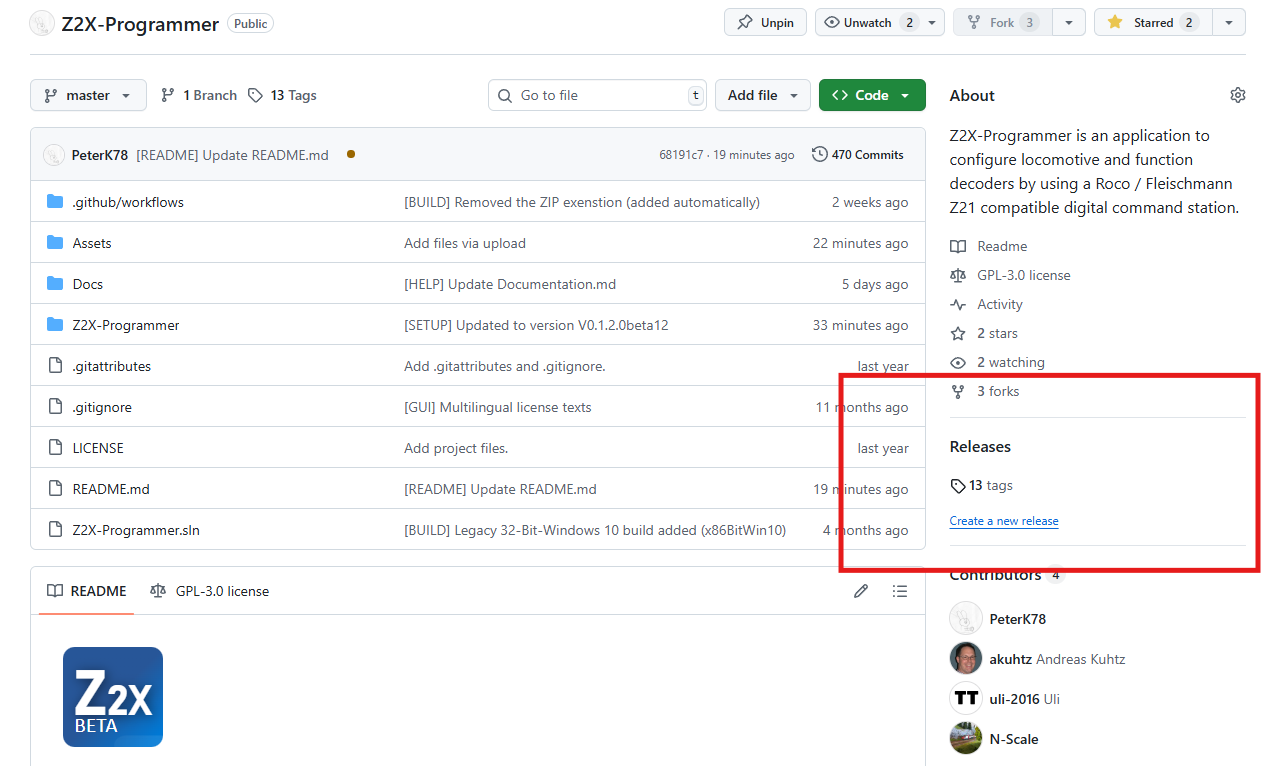 Z2X-Programmer Public Unpin Unwatch 2 Fork 3 Starred 2
master 1 Branch 13 Tags Go to file t Add file Code
PeterK78 [README] Update README.md 68191c7 · 19 minutes ago 470 Commits
.github/workflows [BUILD] Removed the ZIP exenstion (added automatically) 2 weeks ago
Assets Add files via upload 22 minutes ago
Docs [HELP] Update Documentation.md 5 days ago
Z2X-Programmer [SETUP] Updated to version V0.1.2.0beta12 33 minutes ago
.gitattributes Add .gitattributes and .gitignore. last year
.gitignore [GUI] Multilingual license texts 11 months ago
LICENSE Add project files. last year
README.md [README] Update README.md 19 minutes ago
Z2X-Programmer.sln [BUILD] Legacy 32-Bit-Windows 10 build added (x86BitWin10) 4 months ago
README GPL-3.0 license
Z2X
BETA
About
Z2X-Programmer is an application to
configure locomotive and function
decoders by using a Roco / Fleischmann
Z21 compatible digital command station.
Readme
GPL-3.0 license
Activity
2 stars
2 watching
3 forks
Releases
13 tags
Create a new release
Contributors 4
PeterK78
akuhtz Andreas Kuhtz
TT uli-2016 Uli
N-Scale